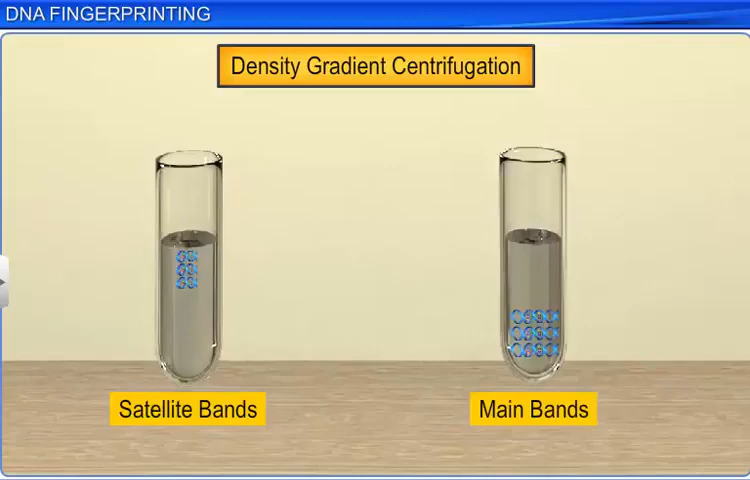 DNA FINGERPRINTING
Density Gradient Centrifugation
Satellite Bands
Main Bands